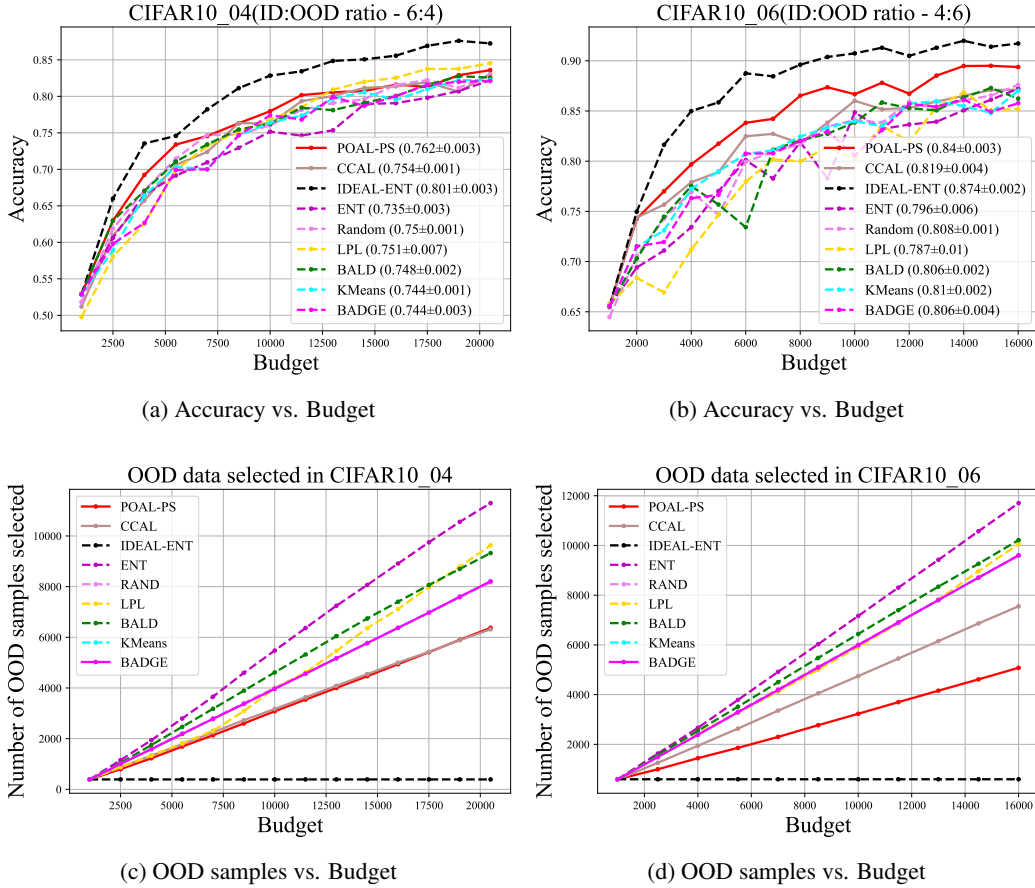 CIFAR10_04(ID:OOD ratio - 6:4)
Accuracy
0.85
0.80
0.75
0.70
0.65
0.60
0.55
0.50
POAL-PS (0.762±0.003)
CCAL (0.754±0.001)
IDEAL-ENT (0.801±0.003)
ENT (0.735±0.003)
Random (0.75±0.001)
LPL (0.751±0.007)
BALD (0.748±0.002)
KMeans (0.744±0.001)
BADGE (0.744±0.003)
2500 5000 7500 10000 12500 15000 17500 20000
Budget
(a) Accuracy vs. Budget
CIFAR10_06(ID:OOD ratio - 4:6)
Accuracy
0.90
0.85
0.80
0.75
0.70
0.65
POAL-PS (0.84±0.003)
CCAL (0.819±0.004)
IDEAL-ENT (0.874±0.002)
ENT (0.796±0.006)
Random (0.808±0.001)
LPL (0.787±0.01)
BALD (0.806±0.002)
KMeans (0.81±0.002)
BADGE (0.806±0.004)
2000 4000 6000 8000 10000 12000 14000 16000
Budget
(b) Accuracy vs. Budget
OOD data selected in CIFAR10_04
Number of OOD samples selected
10000
8000
6000
4000
2000
0
POAL-PS
CCAL
IDEAL-ENT
ENT
RAND
LPL
BALD
KMeans
BADGE
2500 5000 7500 10000 12500 15000 17500 20000
Budget
(c) OOD samples vs. Budget
OOD data selected in CIFAR10_06
Number of OOD samples selected
12000
10000
8000
6000
4000
2000
POAL-PS
CCAL
IDEAL-ENT
ENT
RAND
LPL
BALD
KMeans
BADGE
2000 4000 6000 8000 10000 12000 14000 16000
Budget
(d) OOD samples vs. Budget